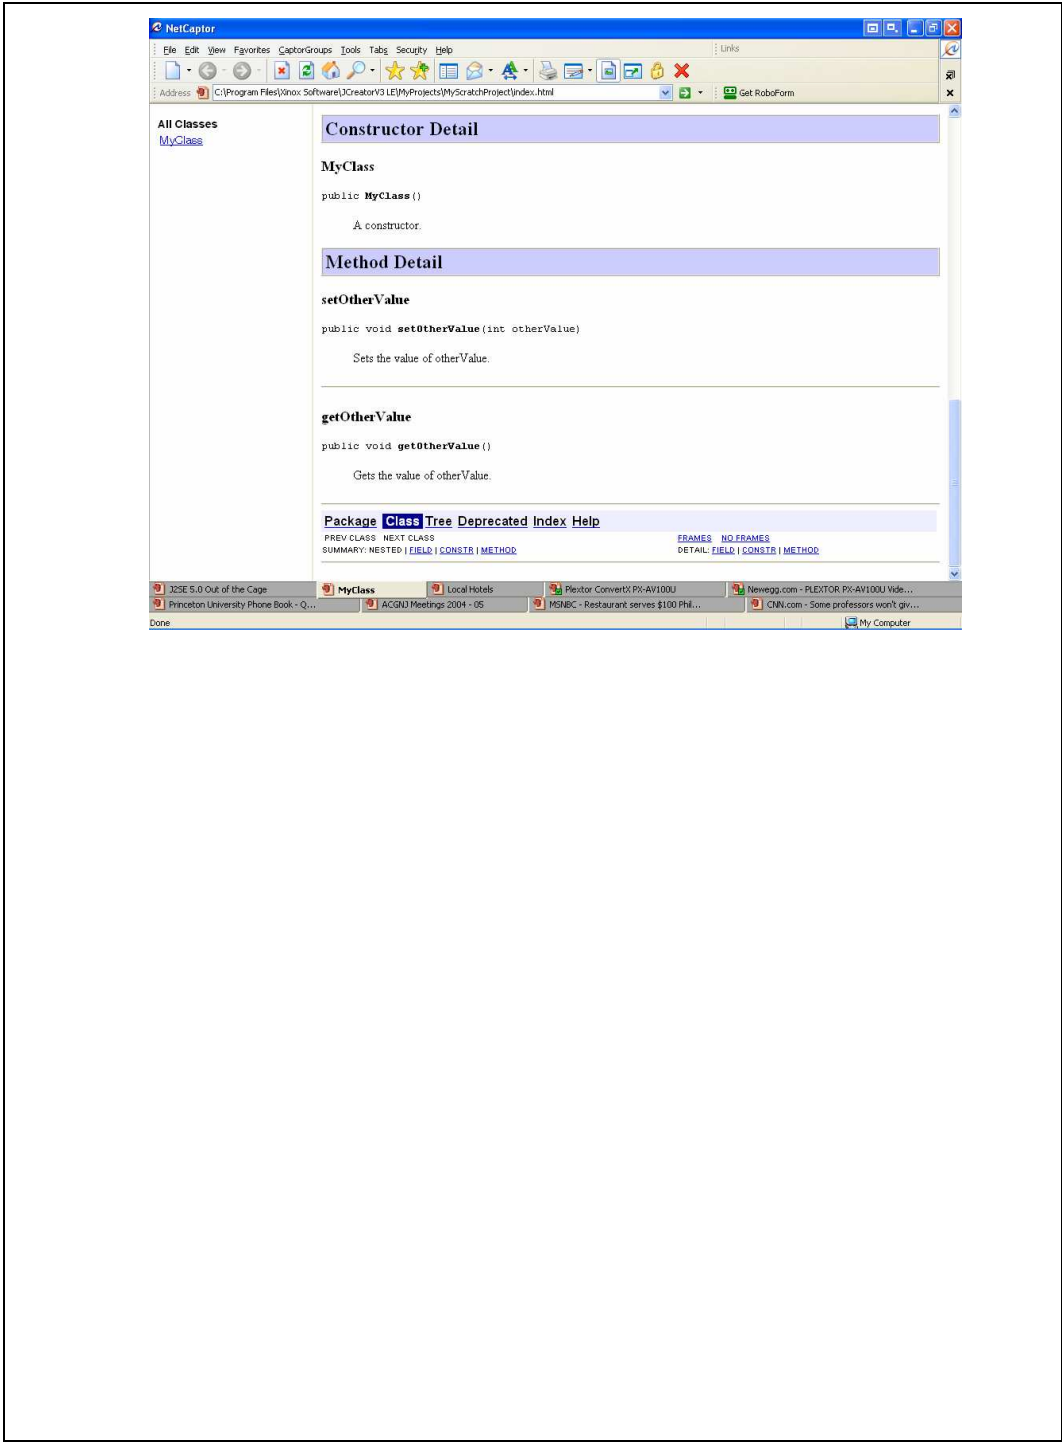 NetCaptor
File Edit View Favorites CaptorGroups Tools Tabs Security Help
Links
Address C:\Program Files\Xinox Software\JCreatorV3 LE\MyProjects\MyScratchProject\index.html
Get RoboForm
All Classes
MyClass
Constructor Detail
MyClass
public MyClass()
A constructor.
Method Detail
setOtherValue
public void setOtherValue(int otherValue)
Sets the value of otherValue.
getOtherValue
public void getOtherValue()
Gets the value of otherValue.
Package Class Tree Deprecated Index Help
PREV CLASS NEXT CLASS
FRAMES NO FRAMES
SUMMARY: NESTED | FIELD | CONSTR | METHOD
DETAIL: FIELD | CONSTR | METHOD
J2SE 5.0 Out of the Cage
MyClass
Local Hotels
Plextor ConvertX PX-AV100U
Newegg.com - PLEXTOR PX-AV100U Vide...
Princeton University Phone Book - Q...
ACGNJ Meetings 2004 - 05
MSNBC - Restaurant serves $100 Phil...
CNN.com - Some professors won't giv...
Done
My Computer